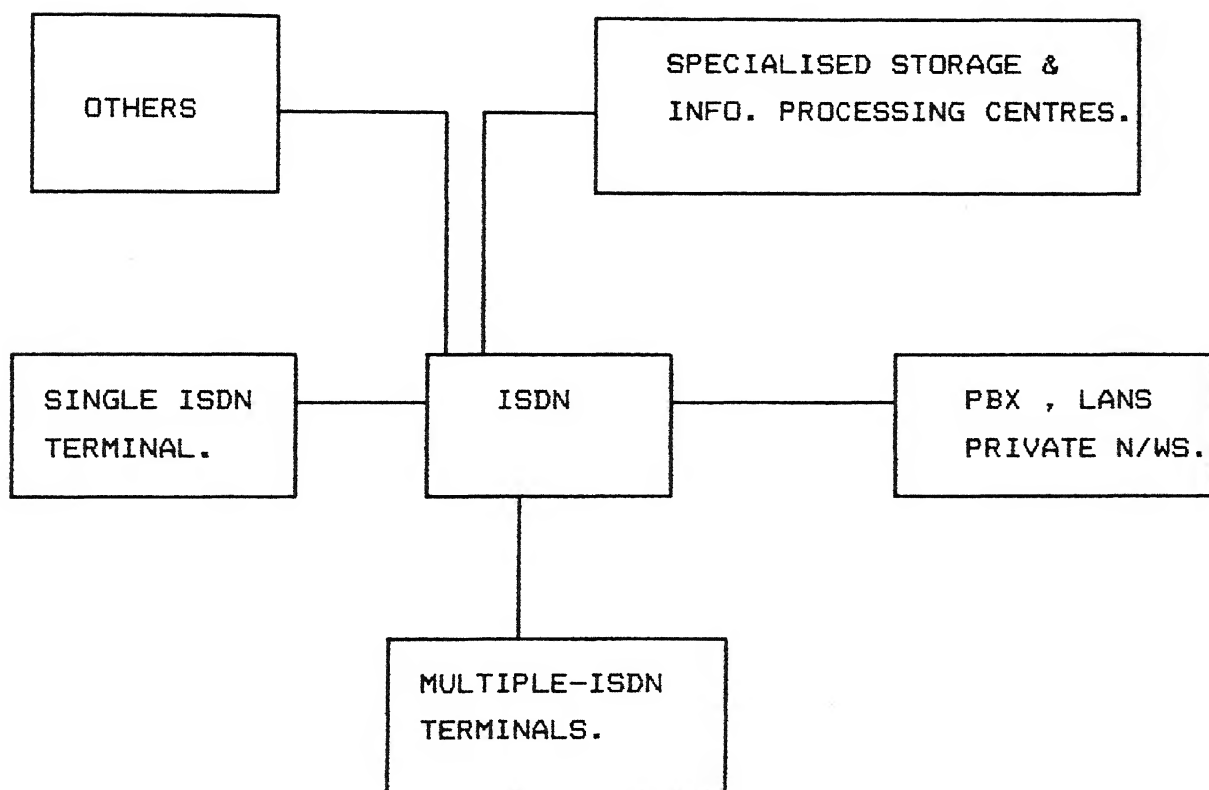 OTHERS
SPECIALISED STORAGE &
INFO. PROCESSING CENTRES.
SINGLE ISDN
TERMINAL.
ISDN
PBX , LANS
PRIVATE N/WS.
MULTIPLE-ISDN
TERMINALS.